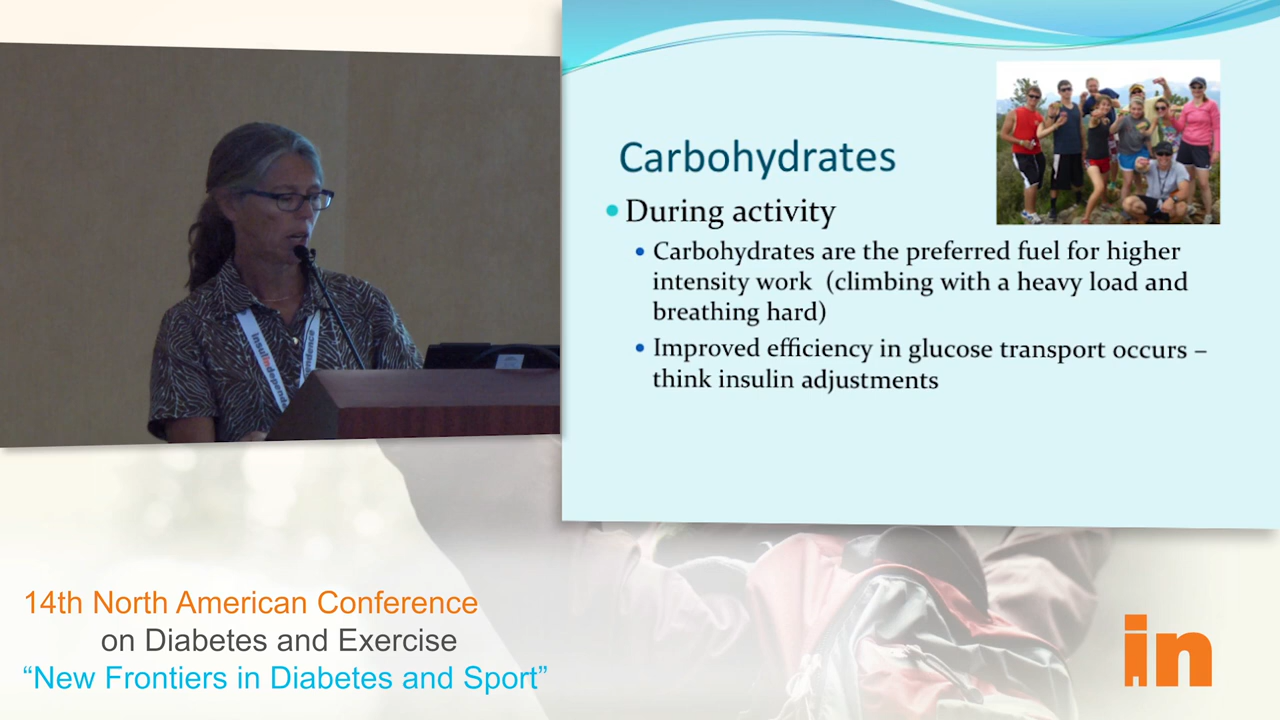 Carbohydrates
• During activity
• Carbohydrates are the preferred fuel for higher
intensity work (climbing with a heavy load and
breathing hard)
• Improved efficiency in glucose transport occurs –
think insulin adjustments
insulindepend
pendence
14th North American Conference
on Diabetes and Exercise
“New Frontiers in Diabetes and Sport”
in